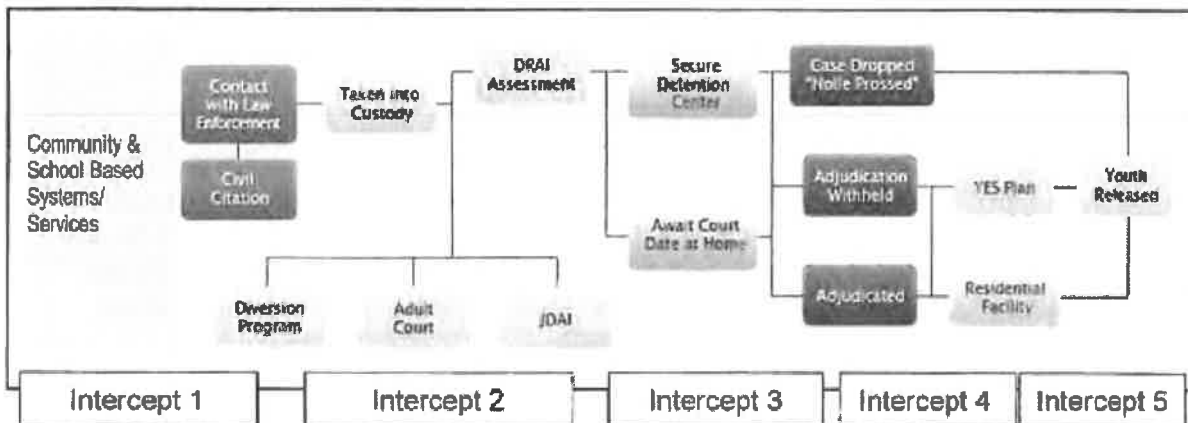 Community &
School Based
Systems/
Services
Contact
with Law
Enforcement
Civil
Citation
Taken into
Custody
DRAI
Assessment
Diversion
Program
Adult
Court
JDAI
Secure
Detention
Center
Await Court
Date at Home
Case Dropped
"Nolle Prossed"
Adjudication
Withheld
Adjudicated
YES Plan
Residential
Facility
Youth
Released
Intercept 1
Intercept 2
Intercept 3
Intercept 4
Intercept 5